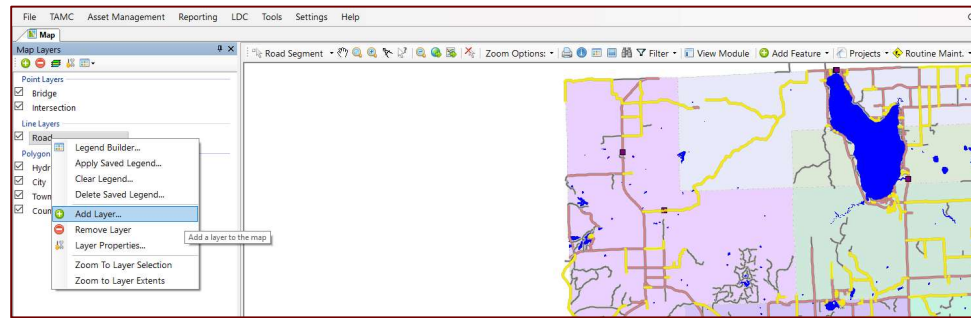 File TAMC Asset Management Reporting LDC Tools Settings Help
Map
Map Layers
Road Segment Zoom Options: Filter View Module Add Feature Projects Routine Maint.
Point Layers
Bridge
Intersection
Line Layers
Road
Polygon
Hydr
City
Town
Coun
Legend Builder...
Apply Saved Legend...
Clear Legend...
Delete Saved Legend...
Add Layer...
Remove Layer
Add a layer to the map
Layer Properties...
Zoom To Layer Selection
Zoom to Layer Extents